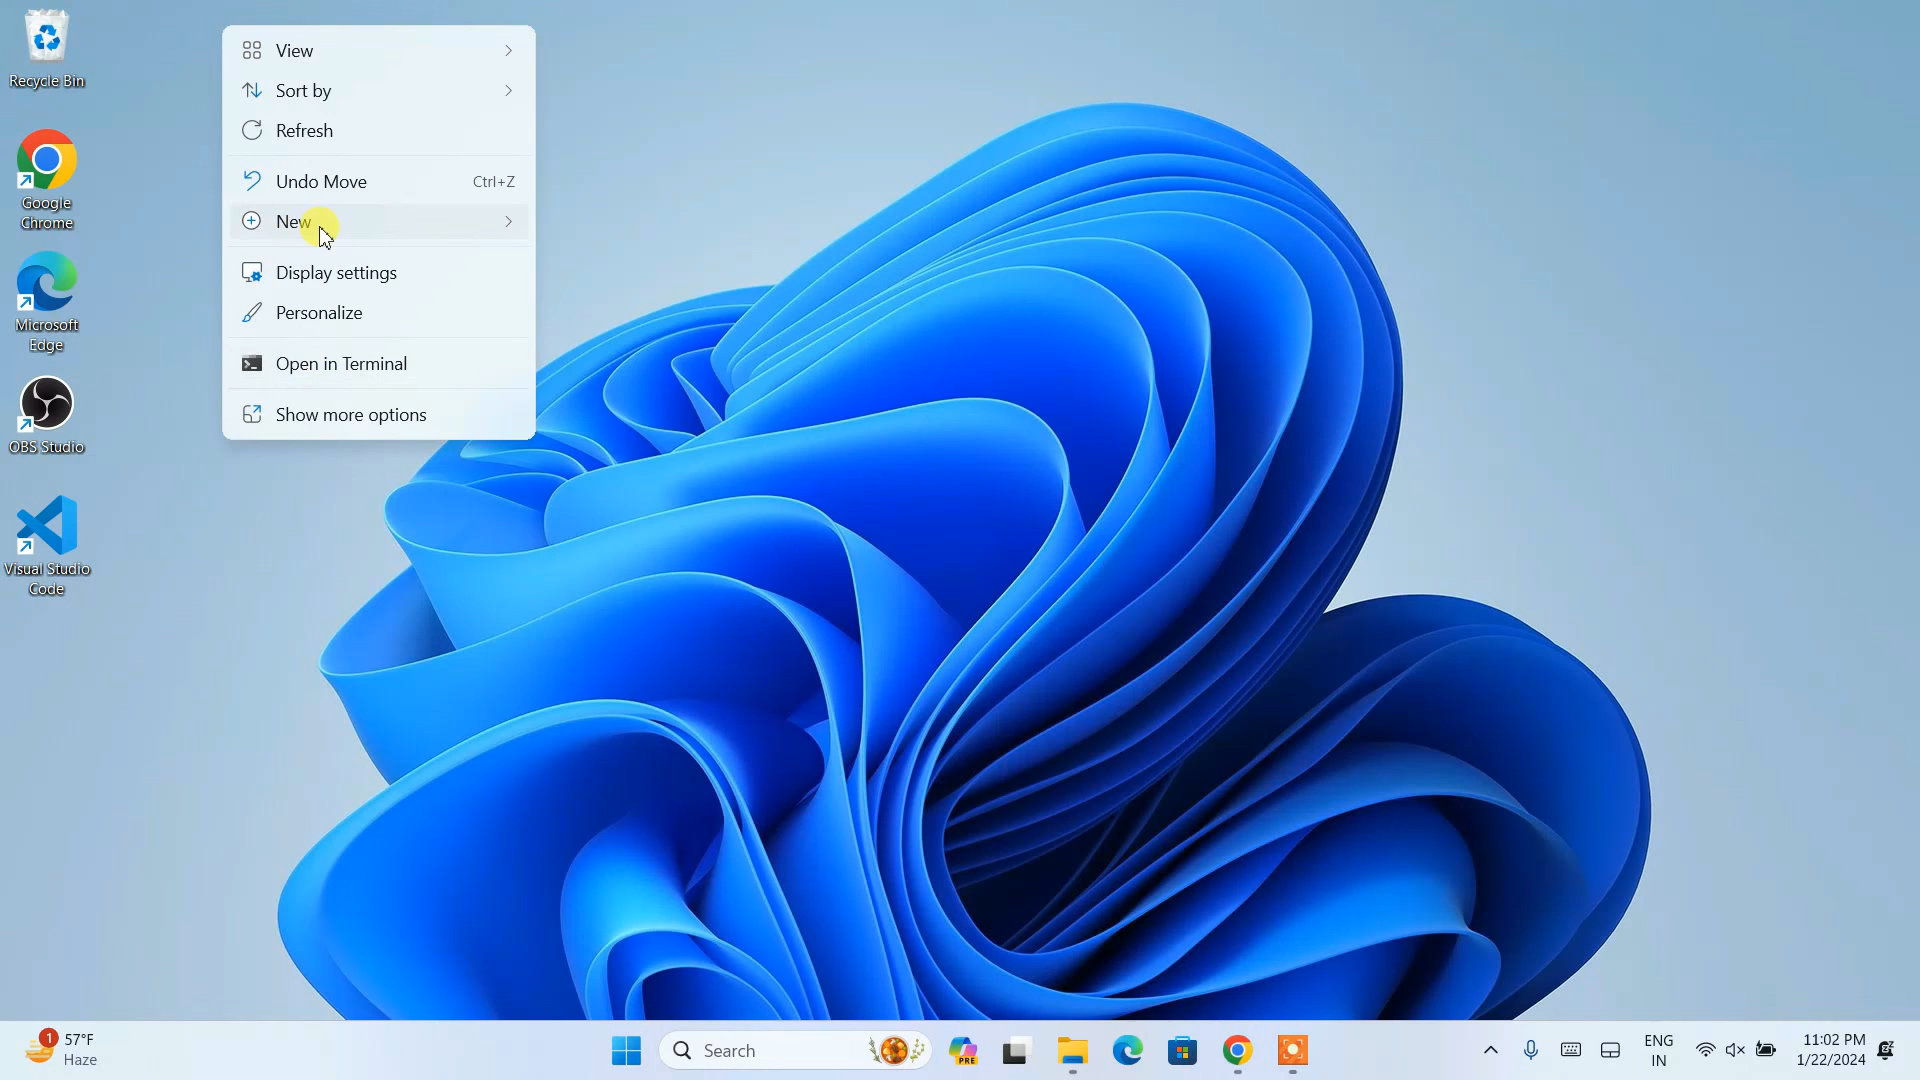 Recycle Bin
Google
Chrome
Microsoft
Edge
OBS Studio
Visual Studio
Code
View
Sort by
Refresh
Undo Move Ctrl+Z
New
Display settings
Personalize
Open in Terminal
Show more options
1
57°F
Haze
Search
PRE
ENG
IN
11:02 PM
1/22/2024